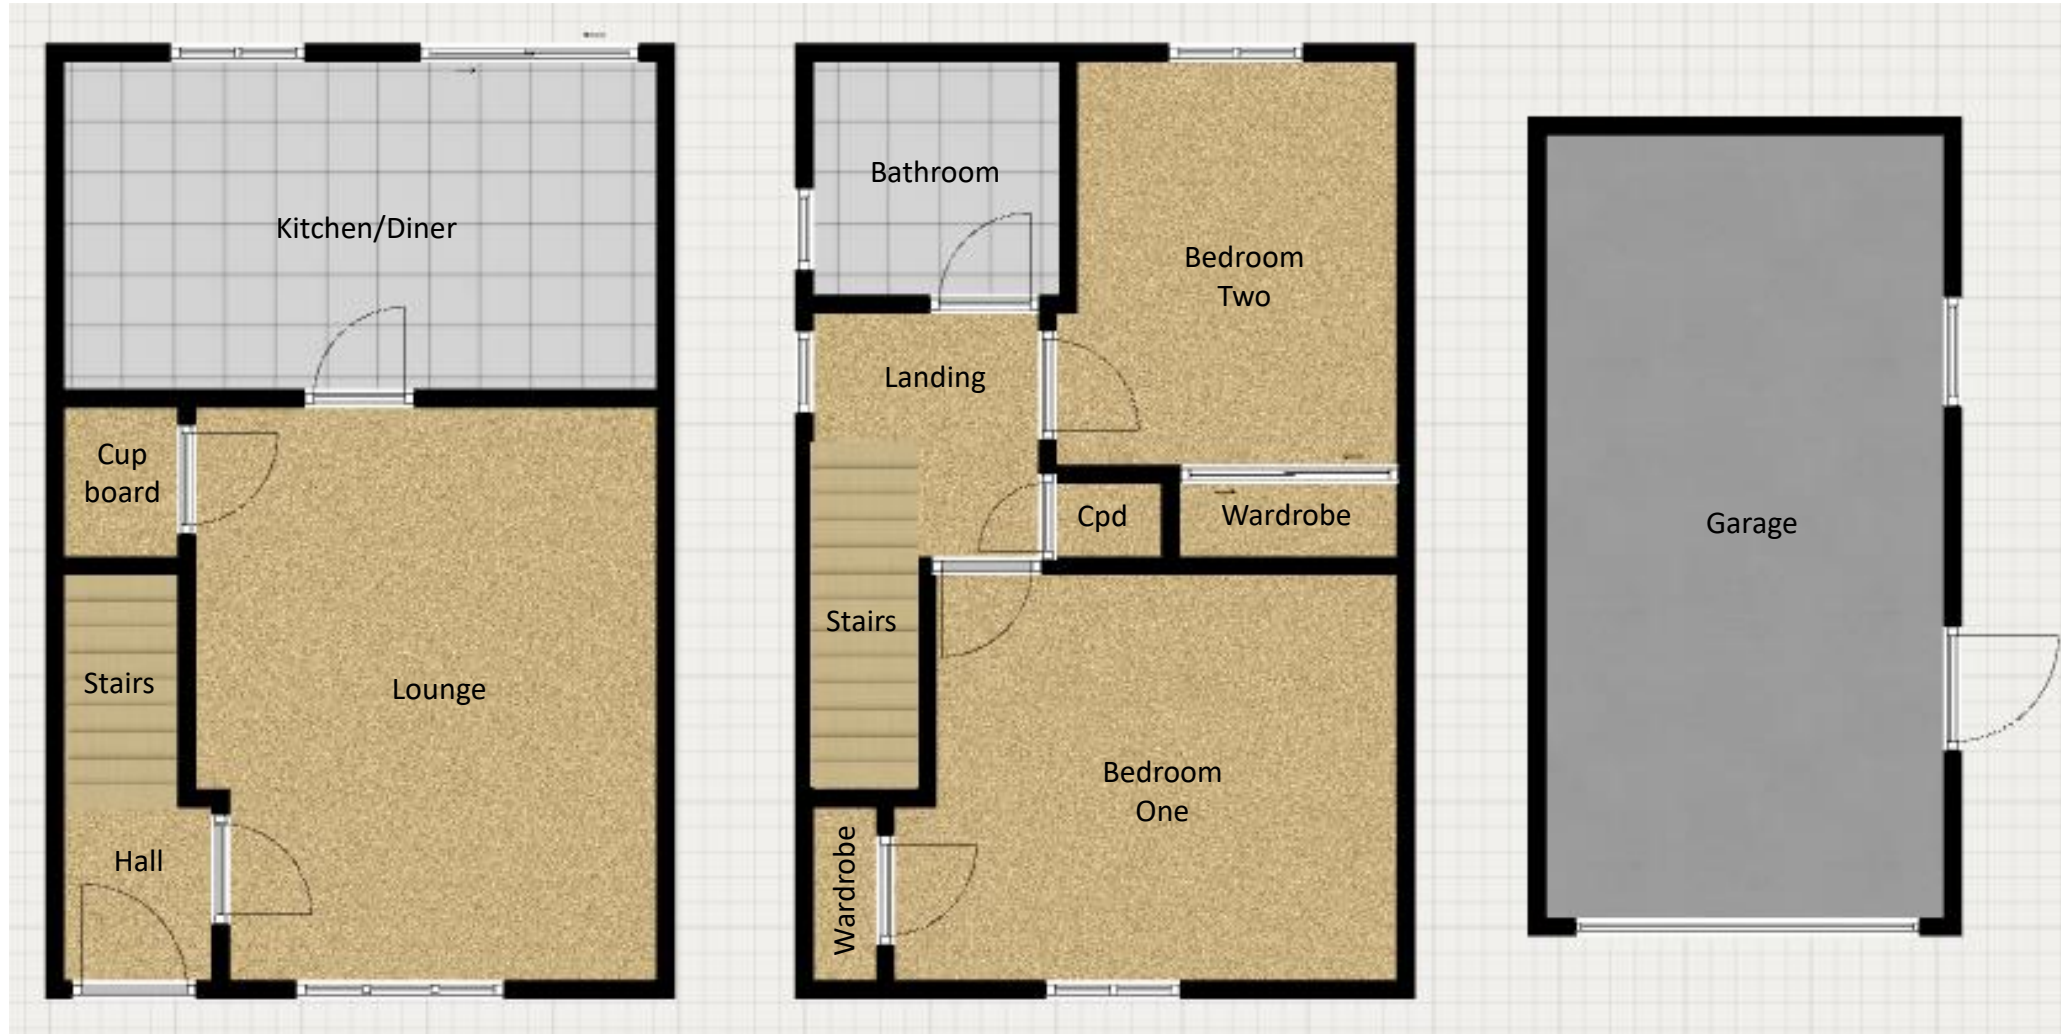 Kitchen/Diner
Cup
board
Stairs
Lounge
Hall
Bathroom
Bedroom
Two
Landing
Cpd
Wardrobe
Stairs
Bedroom
One
Wardrobe
Garage